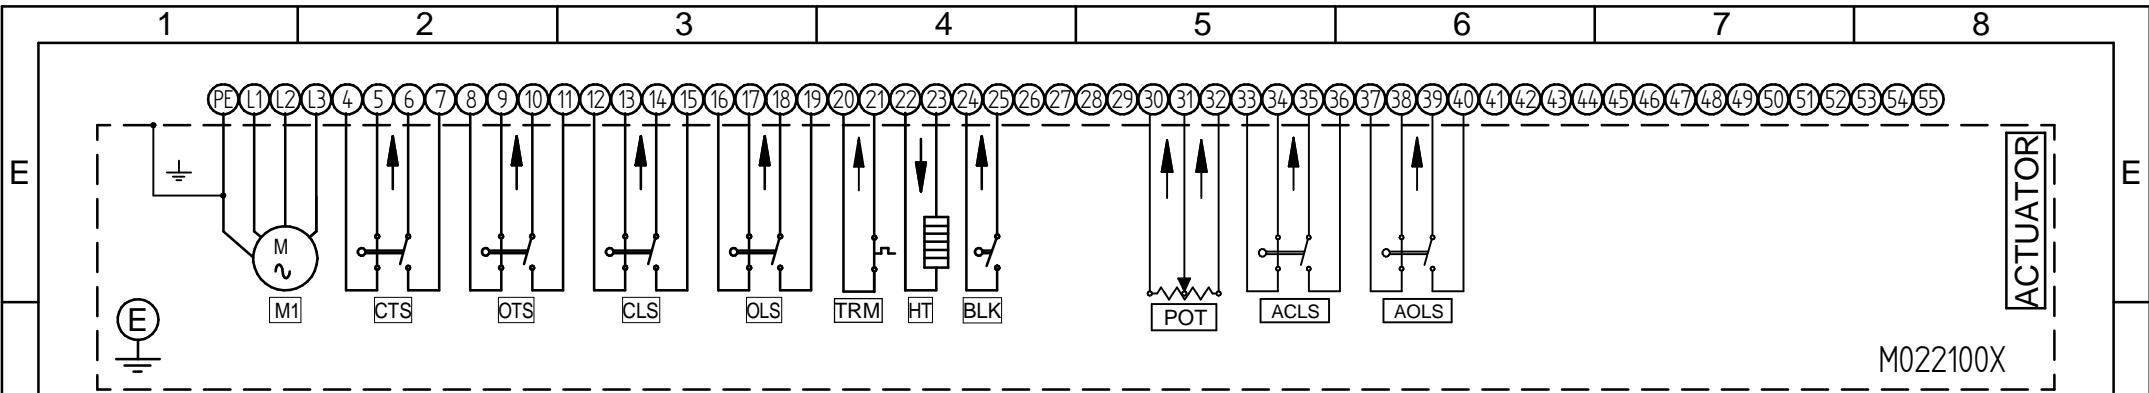 1 2 3 4 5 6 7 8
PE L1 L2 L3 4 5 6 7 8 9 10 11 12 13 14 15 16 17 18 19 20 21 22 23 24 25 26 27 28 29 30 31 32 33 34 35 36 37 38 39 40 41 42 43 44 45 46 47 48 49 50 51 52 53 54 55
E E
ACTUATOR
M
M1 CTS OTS CLS OLS TRM HT BLK POT ACLS AOLS
E
M022100X